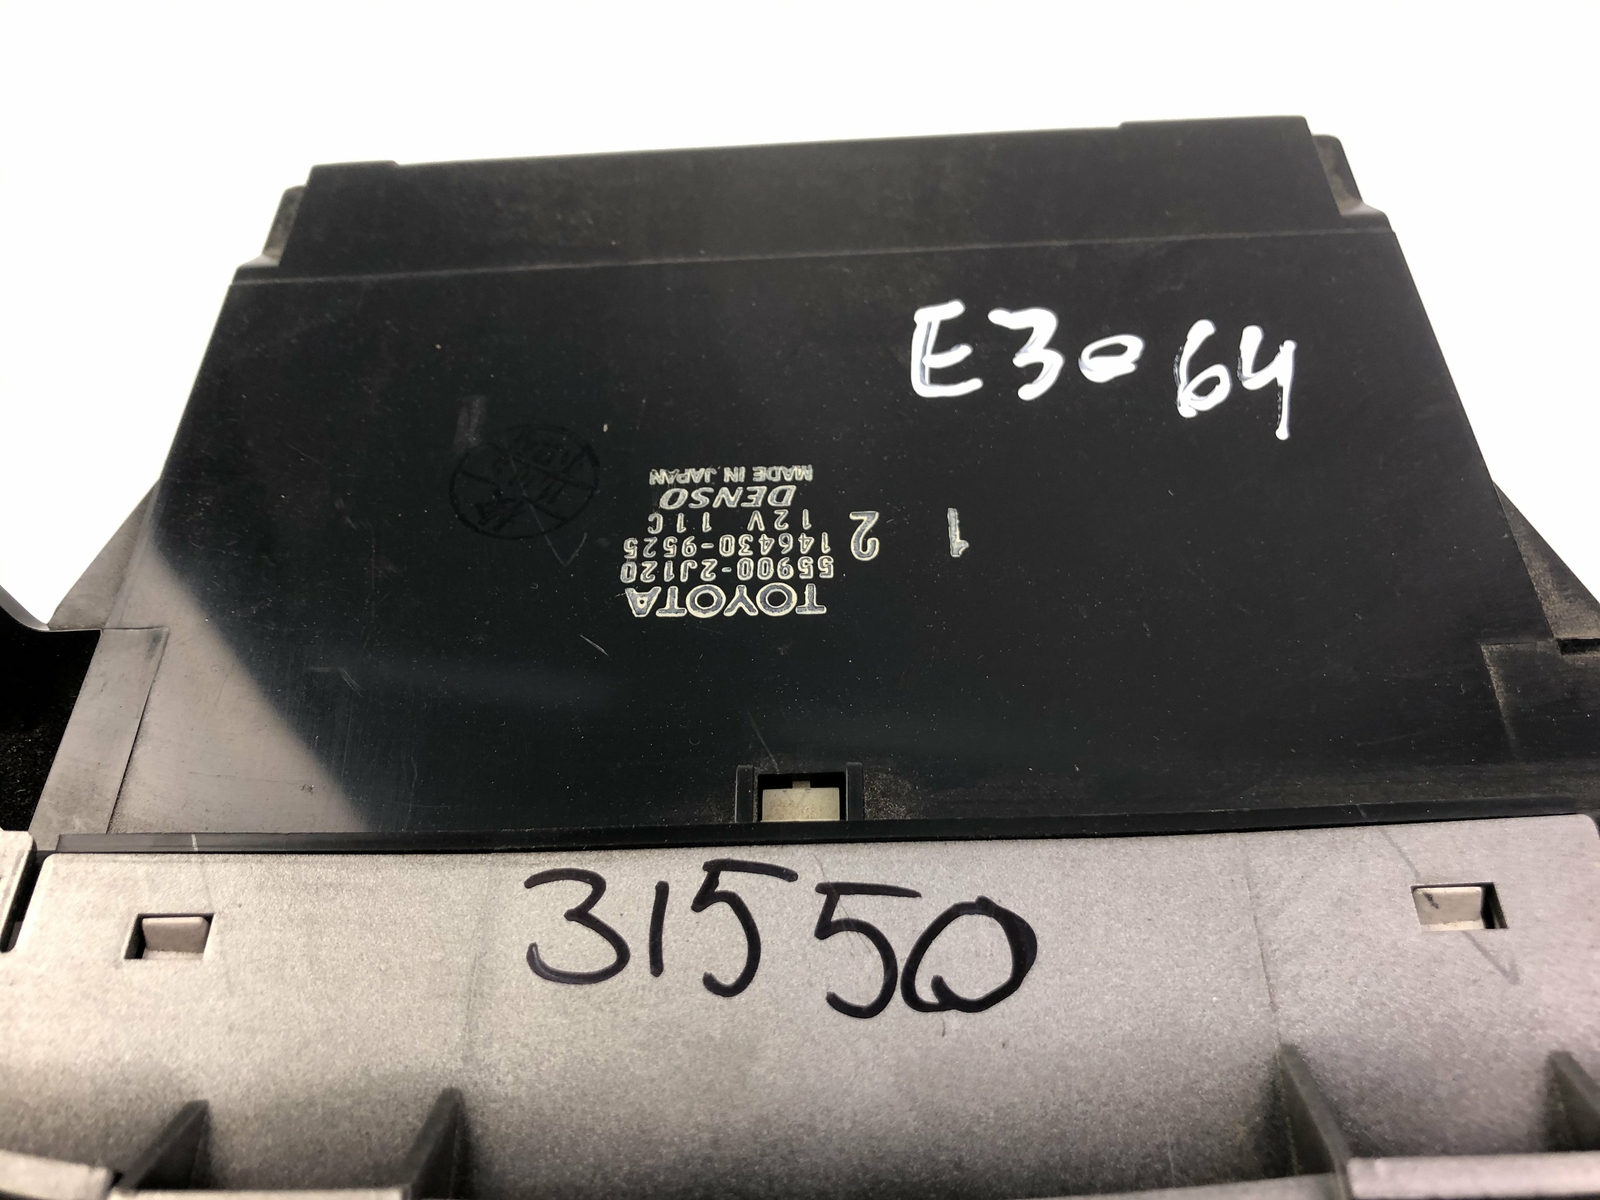 E3064
TOYOTA
55900-2J120
146430-9525
12V 11C
DENSO
MADE IN JAPAN
2
1
31550